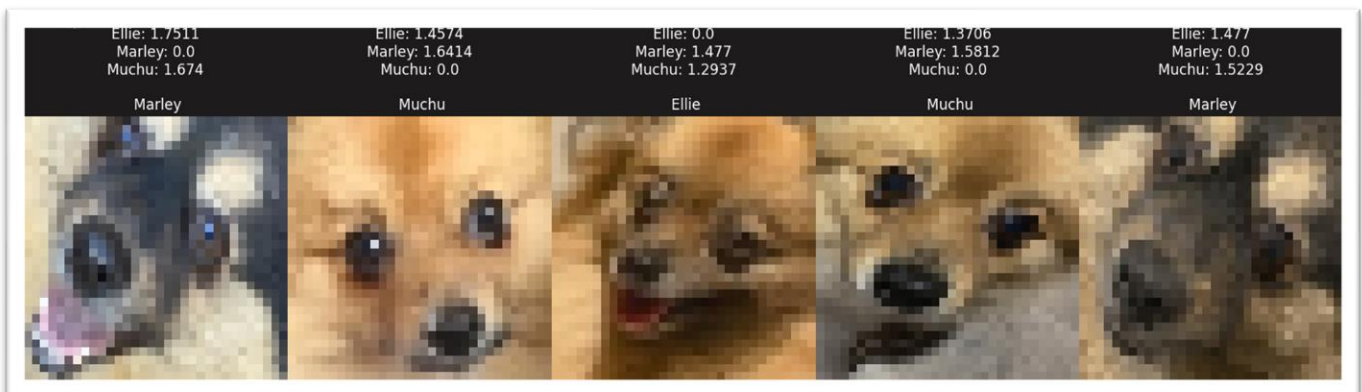 Ellie: 1.7511
Marley: 0.0
Muchu: 1.674
Marley
Ellie: 1.4574
Marley: 1.6414
Muchu: 0.0
Muchu
Ellie: 0.0
Marley: 1.477
Muchu: 1.2937
Ellie
Ellie: 1.3706
Marley: 1.5812
Muchu: 0.0
Muchu
Ellie: 1.477
Marley: 0.0
Muchu: 1.5229
Marley